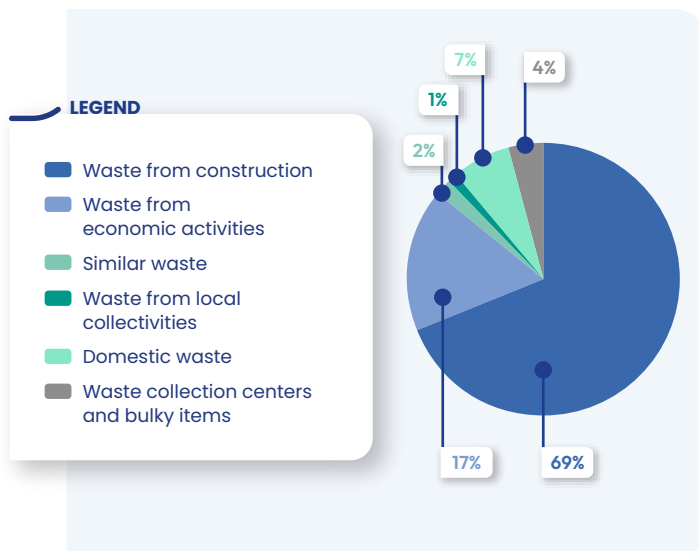 LEGEND
Waste from construction
Waste from
economic activities
Similar waste
Waste from local
collectivities
Domestic waste
Waste collection centers
and bulky items
7%
4%
1%
2%
17%
69%